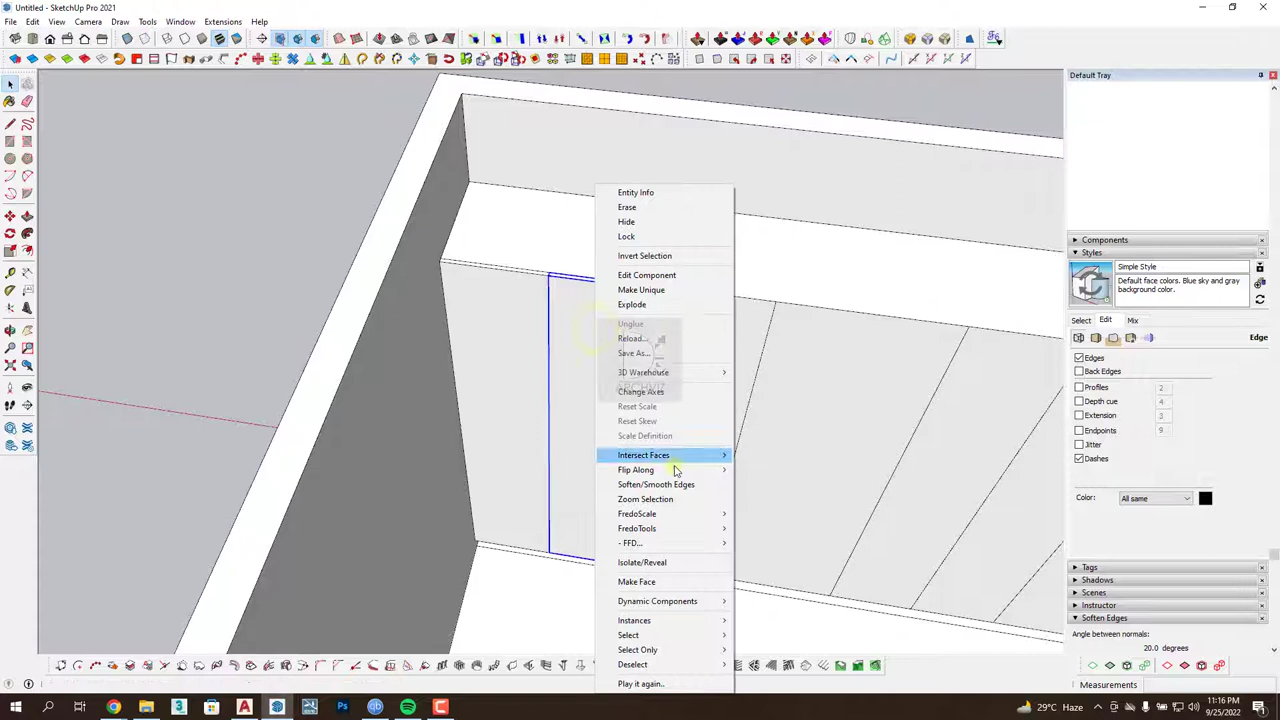 Untitled - SketchUp Pro 2021
File Edit View Camera Draw Tools Window Extensions Help
Default Tray
Components
Styles
Simple Style
Default face colors. Blue sky and gray
background color.
Select Edit Mix
Edge
Edges
Back Edges
Profiles 2
Depth cue 4
Extension 3
Endpoints 9
Jitter
Dashes
Color: All same
Tags
Shadows
Scenes
Instructor
Soften Edges
Angle between normals:
20.0 degrees
Measurements
Entity Info
Erase
Hide
Lock
Invert Selection
Edit Component
Make Unique
Explode
Unglue
Reload...
Save As...
3D Warehouse
Change Axes
Reset Scale
Reset Skew
Scale Definition
Intersect Faces
Flip Along
Soften/Smooth Edges
Zoom Selection
FredoScale
FredoTools
- FFD...
Isolate/Reveal
Make Face
Dynamic Components
Instances
Select
Select Only
Deselect
Play it again..
ARCHVIZ
29°C Haze
11:16 PM
9/25/2022